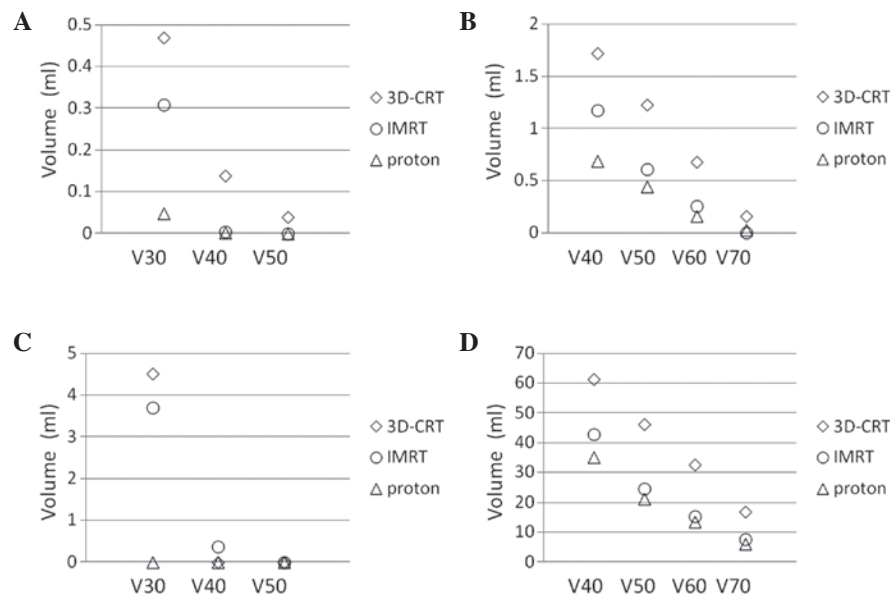 A
Volume (ml)
0.5
0.4
0.3
0.2
0.1
0
V30 V40 V50
3D-CRT
IMRT
proton
B
Volume (ml)
2
1.5
1
0.5
0
V40 V50 V60 V70
3D-CRT
IMRT
proton
C
Volume (ml)
5
4
3
2
1
0
V30 V40 V50
3D-CRT
IMRT
proton
D
Volume (ml)
70
60
50
40
30
20
10
0
V40 V50 V60 V70
3D-CRT
IMRT
proton